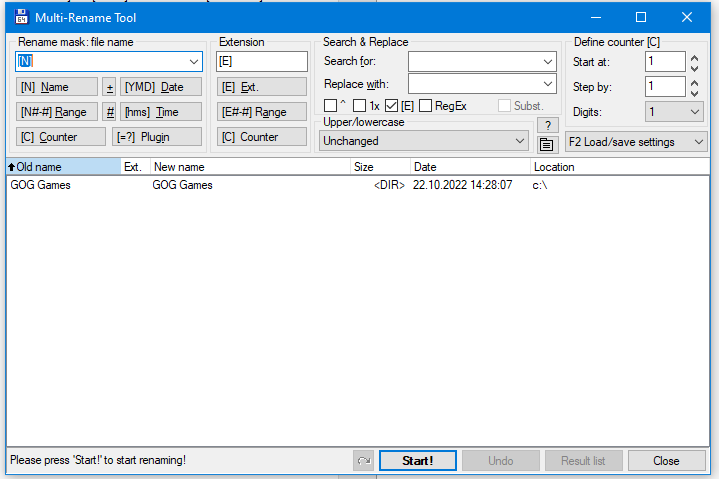 Multi-Rename Tool
Rename mask: file name
Extension
Search & Replace
Define counter [C]
[N]
[E]
Search for:
Start at:
1
[N] Name
+
[YMD] Date
[E] Ext.
Replace with:
Step by:
1
[N#-#] Range
#
[hms] Time
[E#-#] Range
^
1x
[E]
RegEx
Subst.
Digits:
1
[C] Counter
[=?] Plugin
[C] Counter
Upper/lowercase
?
Unchanged
F2 Load/save settings
Old name
Ext.
New name
Size
Date
Location
GOG Games
GOG Games
<DIR>
22.10.2022 14:28:07
c:\
Please press 'Start!' to start renaming!
Start!
Undo
Result list
Close